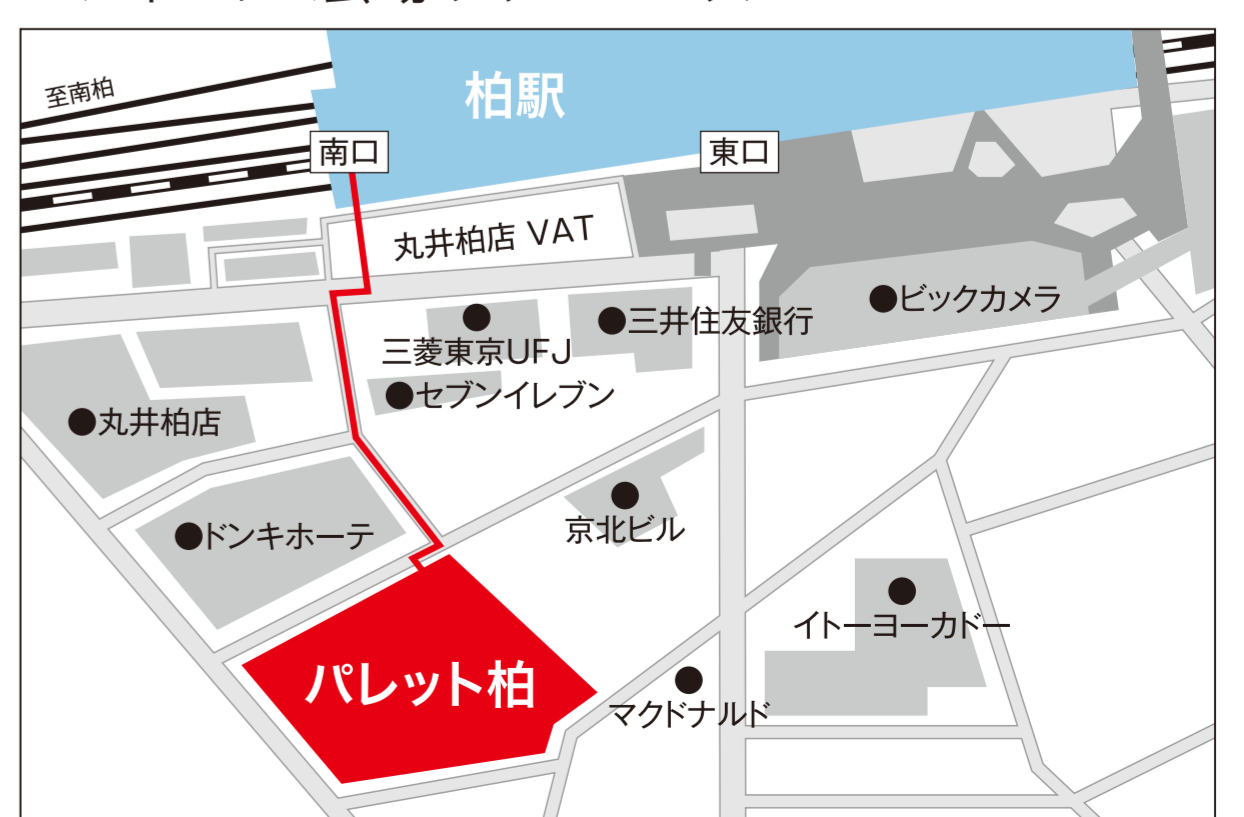 至南柏
柏駅
南口
東口
丸井柏店 VAT
●ビックカメラ
●三井住友銀行
三菱東京UFJ
●セブンイレブン
●丸井柏店
●ドンキホーテ
京北ビル
イトーヨーカドー
パレット柏
マクドナルド